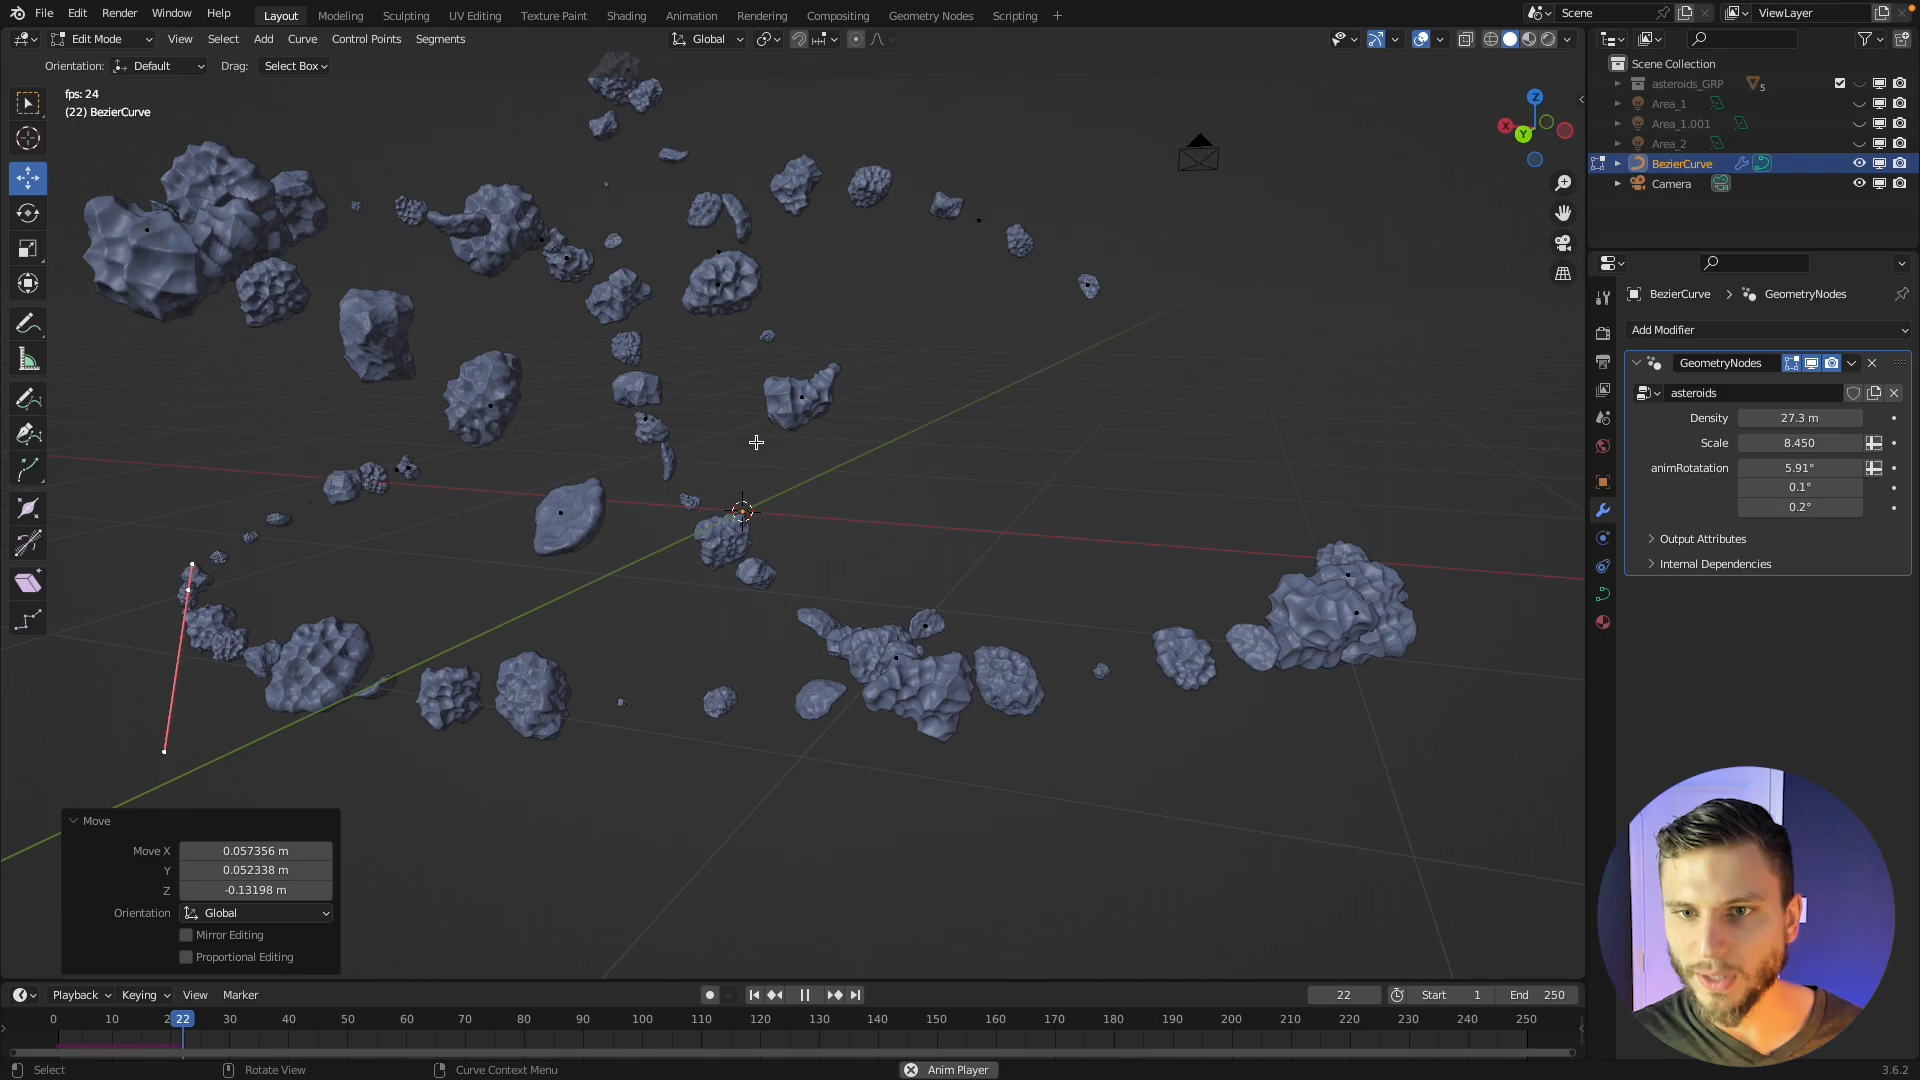 File Edit Render Window Help Layout Modeling Sculpting UV Editing Texture Paint Shading Animation Rendering Compositing Geometry Nodes Scripting + Scene ViewLayer
Edit Mode View Select Add Curve Control Points Segments Global
Orientation: Default Drag: Select Box
fps: 24
(22) BezierCurve
Z
X
Y
Scene Collection
asteroids_GRP 5
Area_1
Area_1.001
Area_2
BezierCurve
Camera
BezierCurve > GeometryNodes
Add Modifier
GeometryNodes
asteroids
Density 27.3 m
Scale 8.450
animRotatation 5.91°
0.1°
0.2°
Output Attributes
Internal Dependencies
Move
Move X 0.057356 m
Y 0.052338 m
Z -0.13198 m
Orientation Global
Mirror Editing
Proportional Editing
Playback Keying View Marker 22 Start 1 End 250
0 10 2 22 30 40 50 60 70 80 90 100 110 120 130 140 150 160 170 180 190 200 210 220 230 240 250
Select Rotate View Curve Context Menu Anim Player 3.6.2